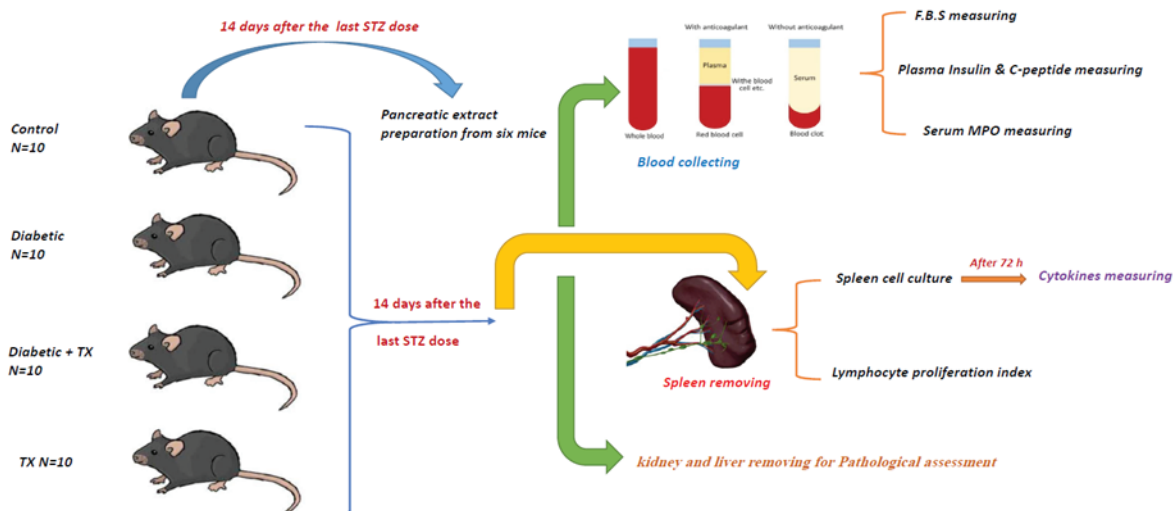 14 days after the last STZ dose
Control
N=10
Pancreatic extract
preparation from six mice
Diabetic
N=10
Diabetic + TX
N=10
TX N=10
14 days after the
last STZ dose
With anticoagulant
Without anticoagulant
Plasma
Withe blood
cell etc.
Serum
Whole blood
Red blood cell
Blood clot
Blood collecting
F.B.S measuring
Plasma Insulin & C-peptide measuring
Serum MPO measuring
Spleen removing
Spleen cell culture
After 72 h
Cytokines measuring
Lymphocyte proliferation index
kidney and liver removing for Pathological assessment